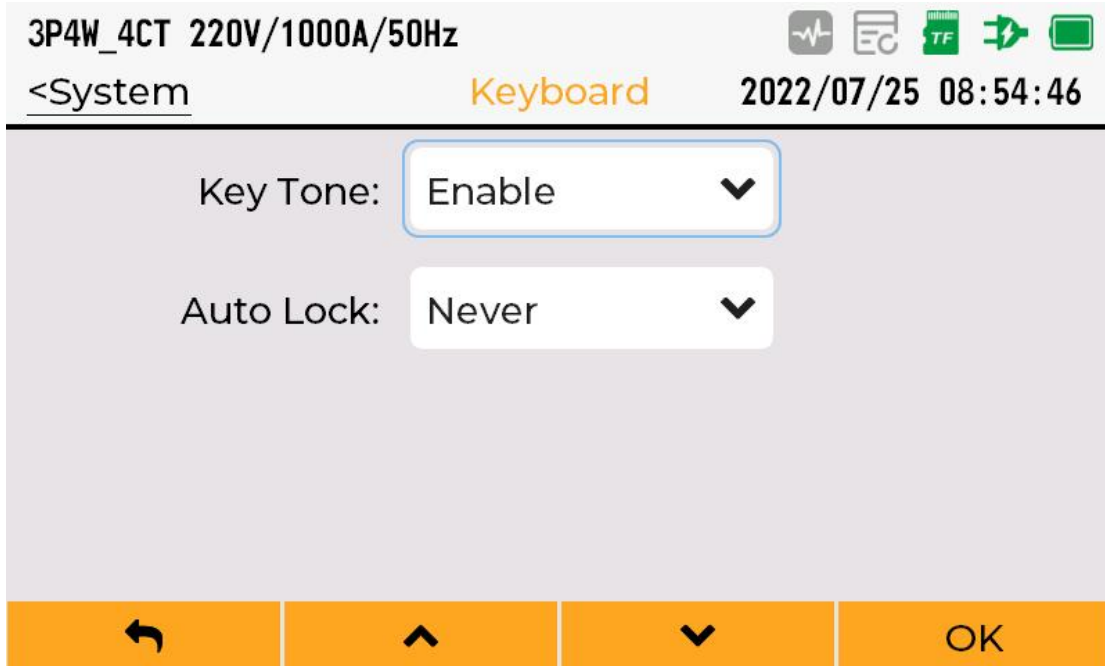 3P4W_4CT 220V/1000A/50Hz
TF
<System Keyboard 2022/07/25 08:54:46
Key Tone: Enable
Auto Lock: Never
OK